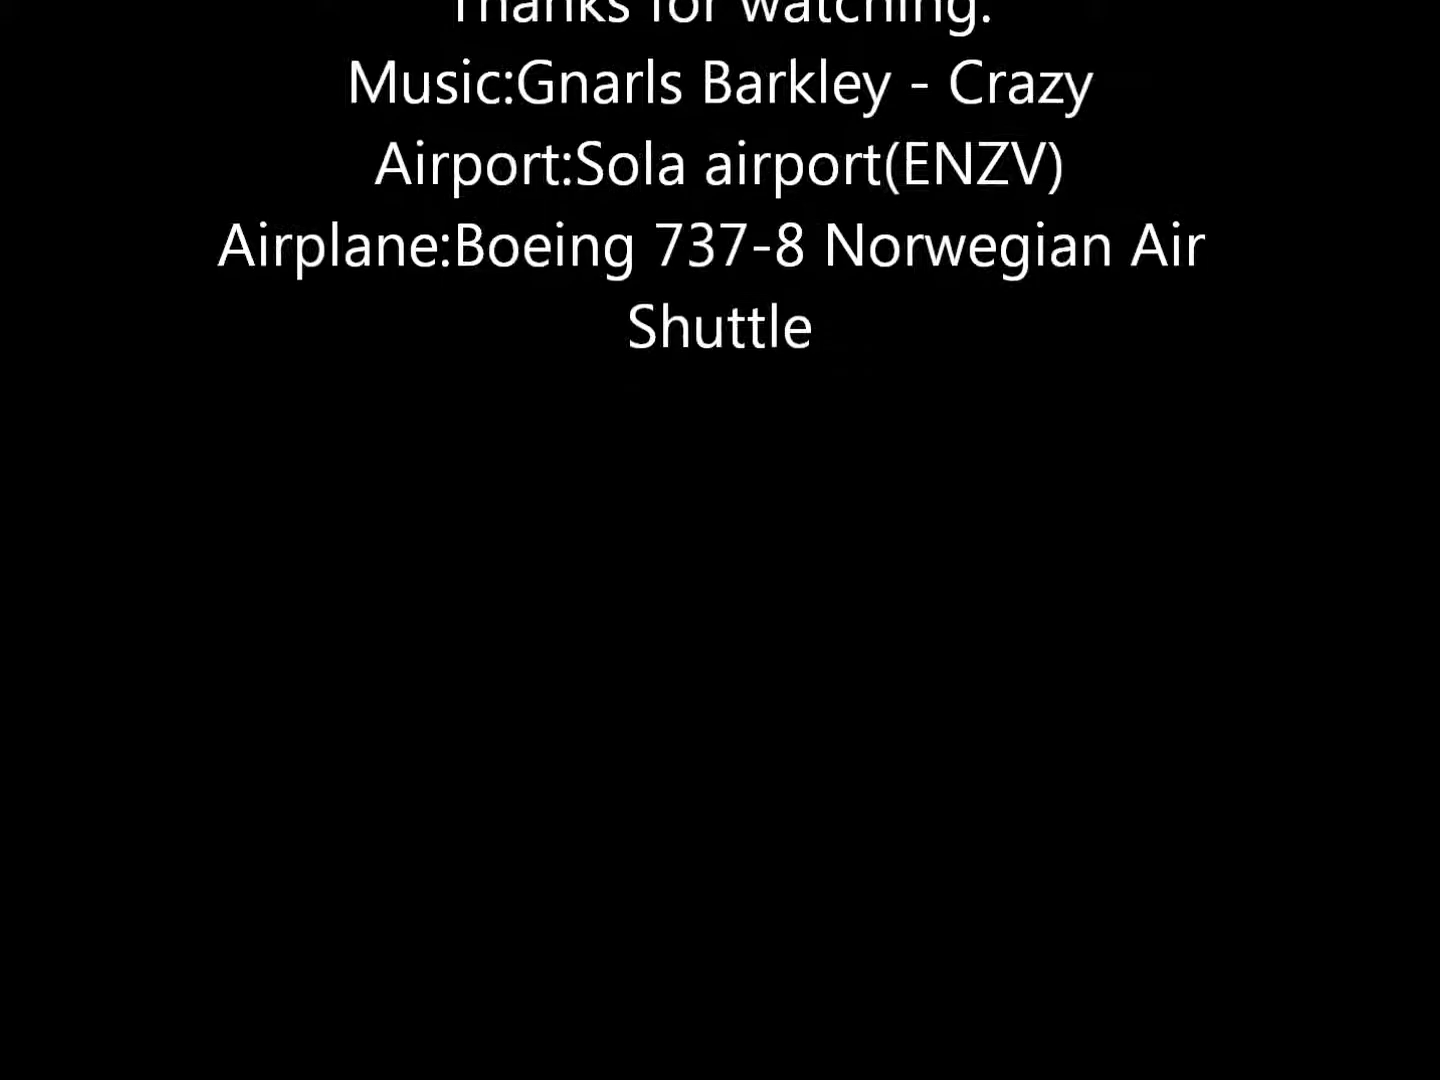 Thanks for watching.
Music:Gnarls Barkley - Crazy
Airport:Sola airport(ENZV)
Airplane:Boeing 737-8 Norwegian Air
Shuttle